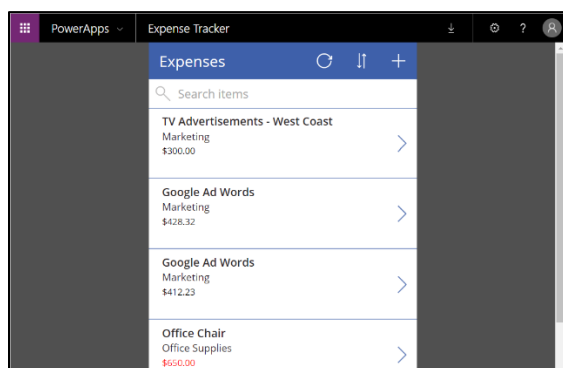 PowerApps Expense Tracker ?
Expenses
Search items
TV Advertisements - West Coast
Marketing
$300.00
Google Ad Words
Marketing
$428.32
Google Ad Words
Marketing
$412.23
Office Chair
Office Supplies
$650.00